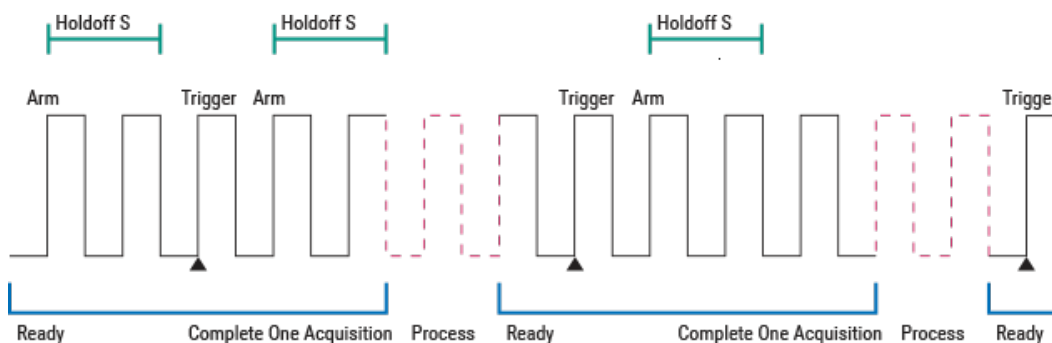 Holdoff S
Holdoff S
Holdoff S
Arm
Trigger
Arm
Trigger
Arm
Trigge
Ready
Complete One Acquisition
Process
Ready
Complete One Acquisition
Process
Ready